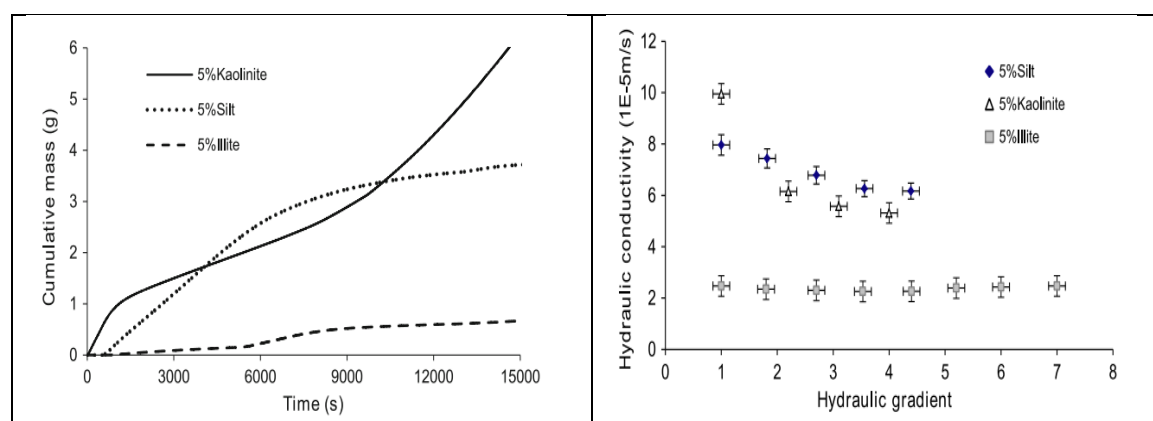 6
5
4
3
2
1
0
Cumulative mass (g)
5%Kaolinite
5%Silt
5%Illite
0 3000 6000 9000 12000 15000
Time (s)
12
10
8
6
4
2
0
Hydraulic conductivity (1E-5m/s)
5%Silt
5%Kaolinite
5%Illite
0 1 2 3 4 5 6 7 8
Hydraulic gradient